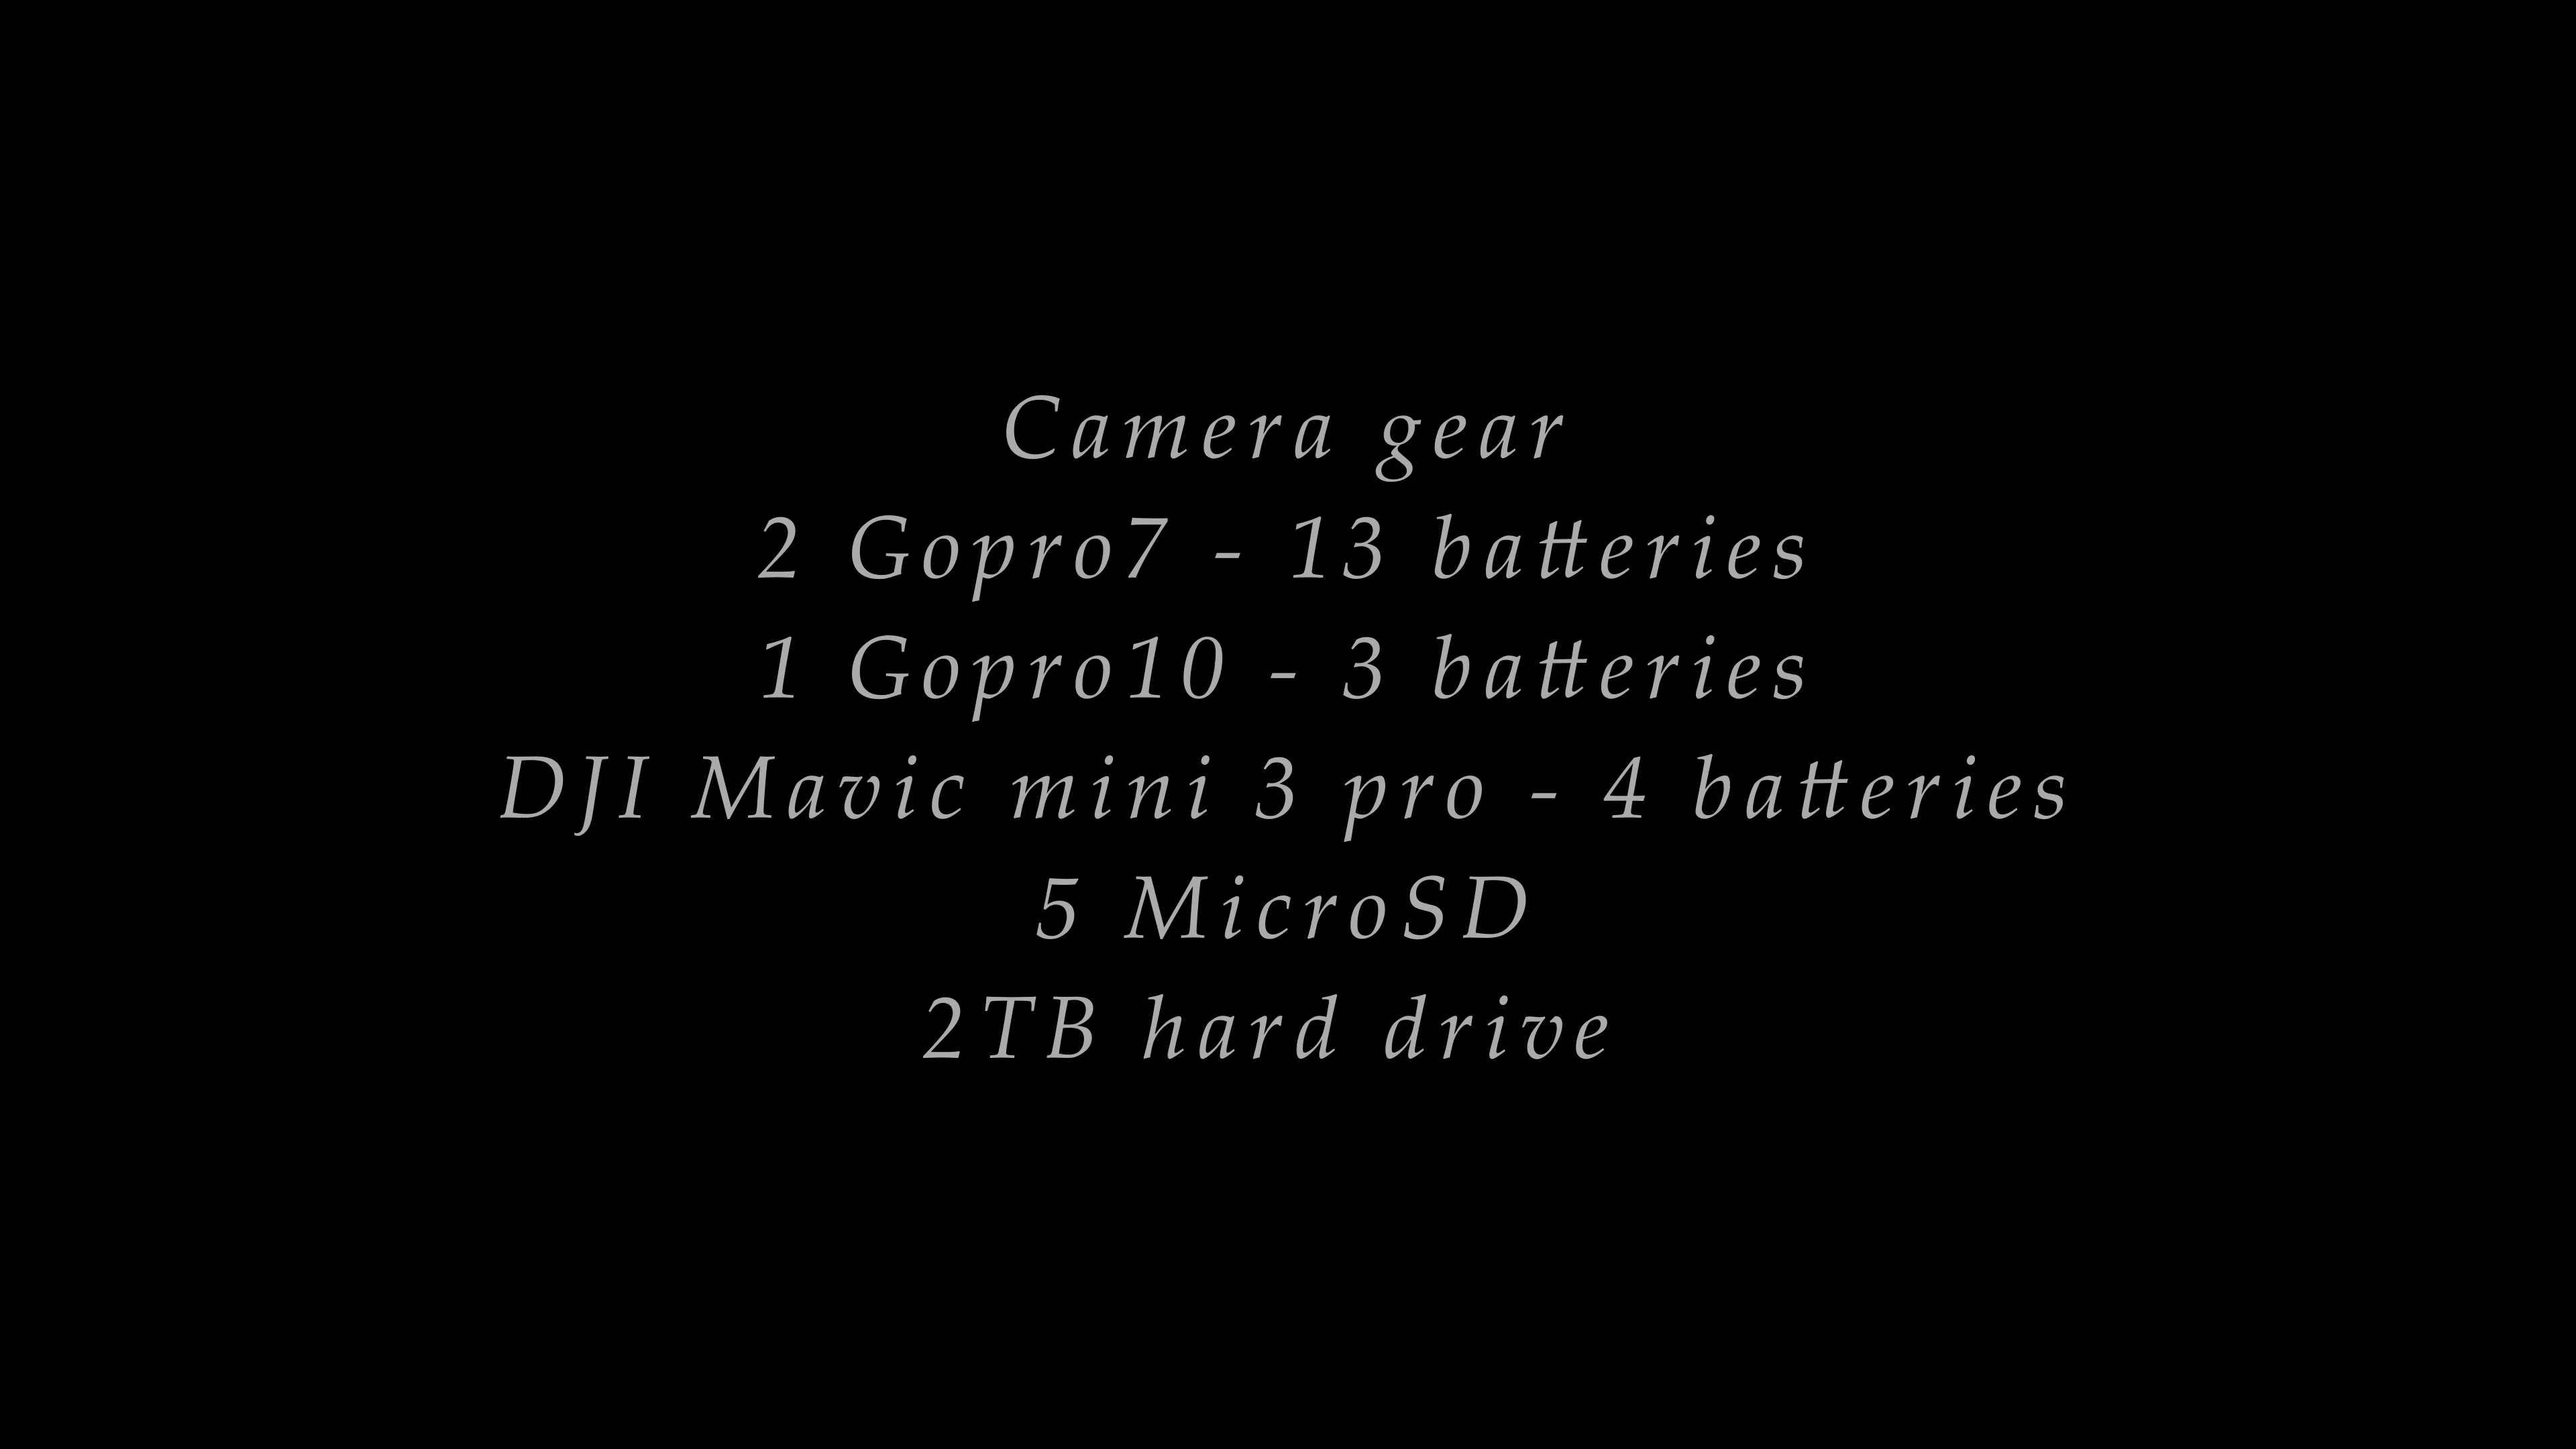 Camera gear
2 Gopro7 - 13 batteries
1 Gopro10 - 3 batteries
DJI Mavic mini 3 pro - 4 batteries
5 MicroSD
2TB hard drive